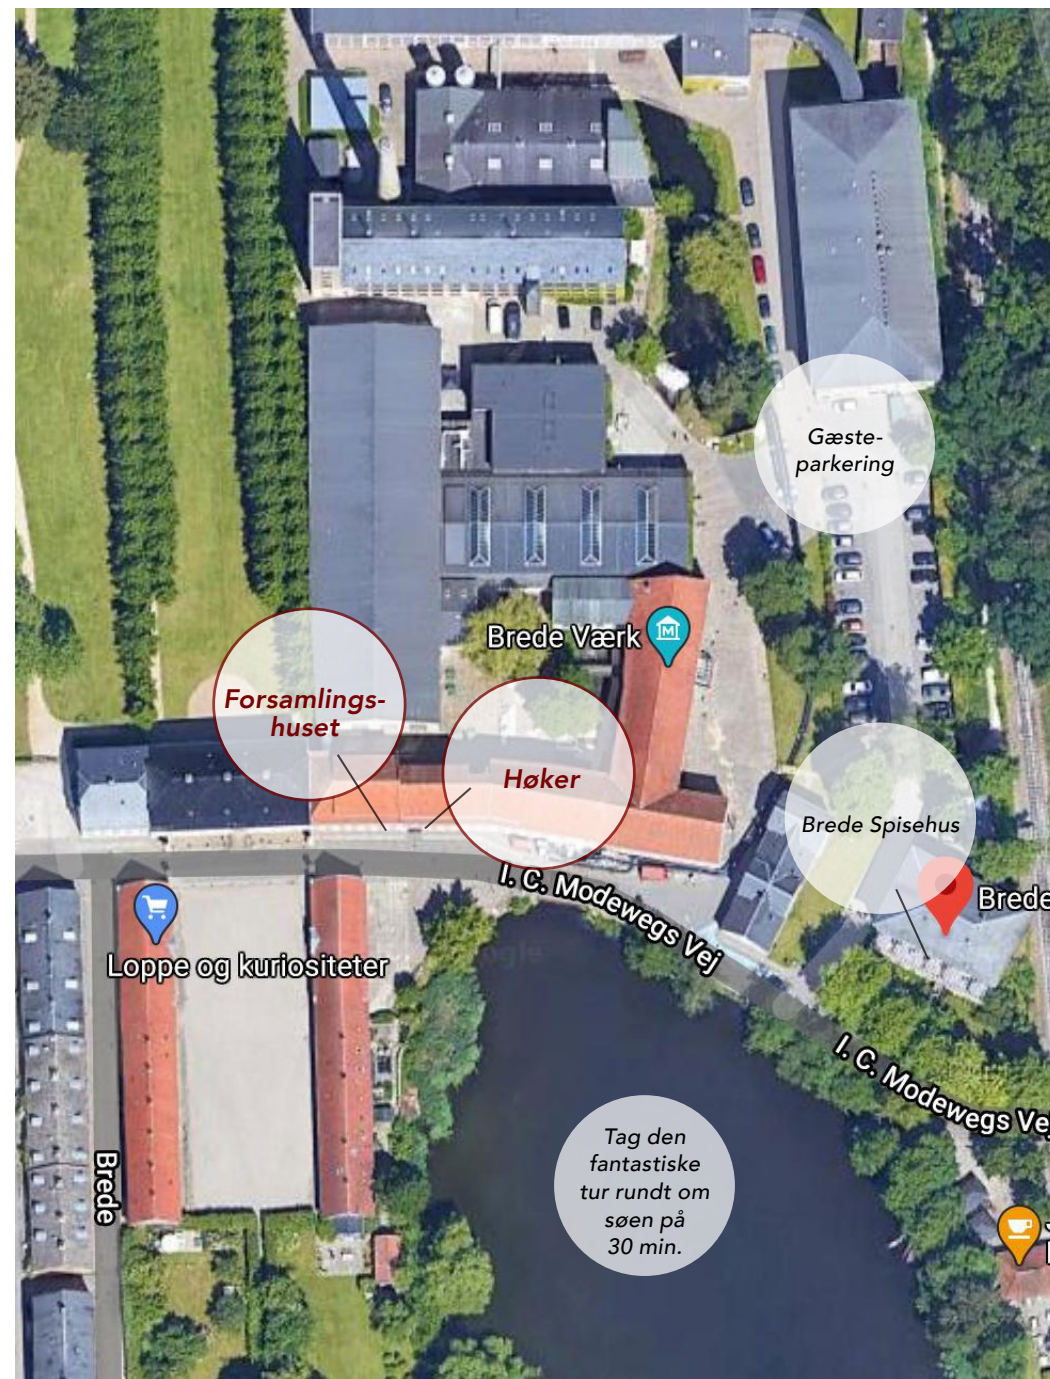 Gæste-
parkering
Brede Værk
M
Forsamlings-
huset
Høker
Brede Spisehus
Brede
I. C. Modewegs Vej
Loppe og kuriositeter
I. C. Modewegs Vej
Tag den
fantastiske
tur rundt om
søen på
30 min.
Brede